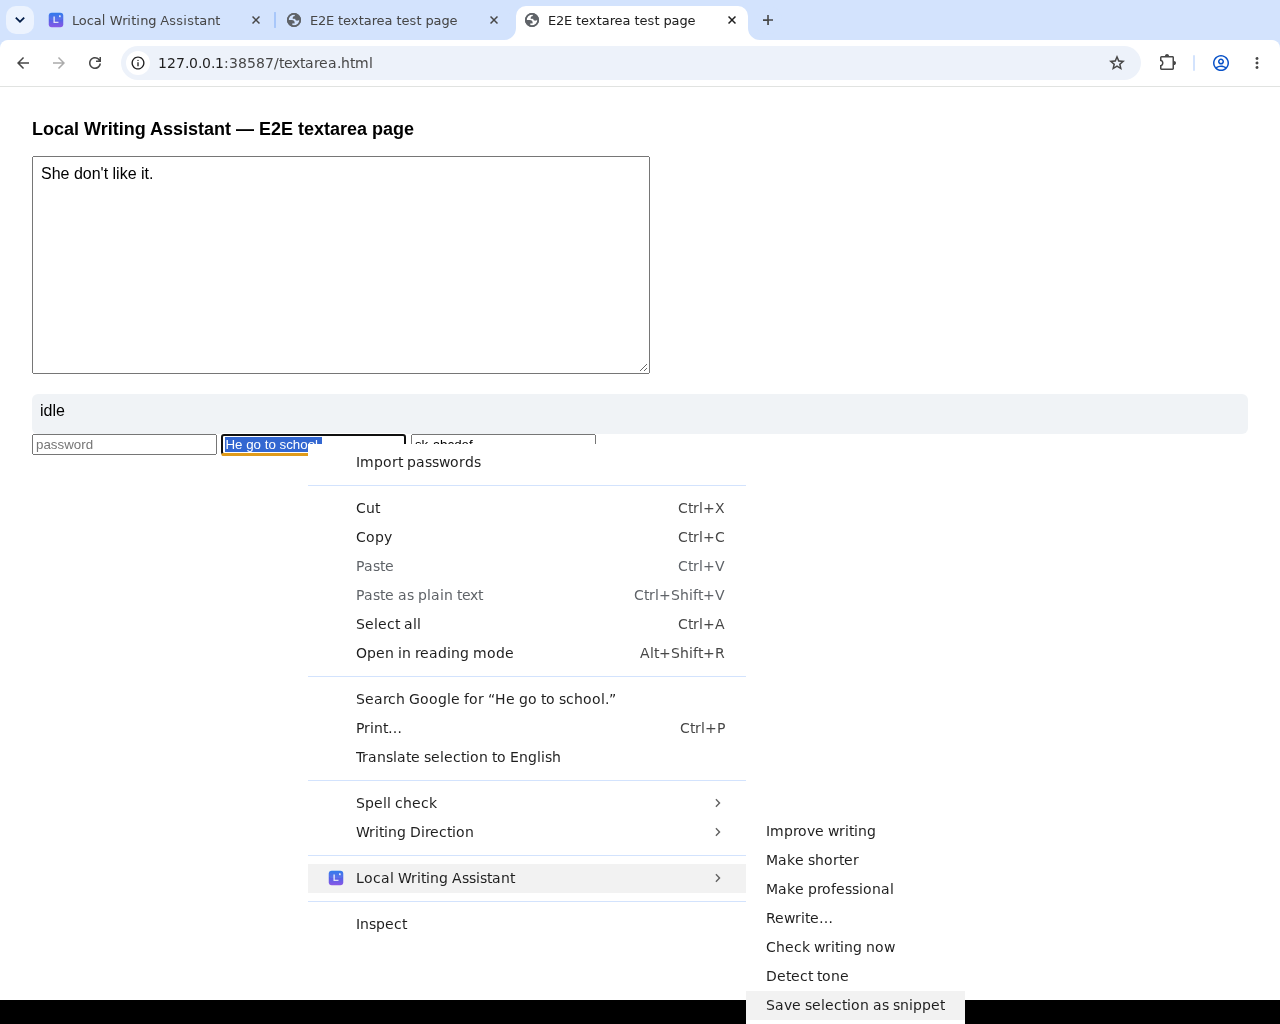 Local Writing Assistant
E2E textarea test page
E2E textarea test page
127.0.0.1:38587/textarea.html
Local Writing Assistant — E2E textarea page
She don't like it.
idle
password
He go to school.
sk-abcdef
Import passwords
Cut Ctrl+X
Copy Ctrl+C
Paste Ctrl+V
Paste as plain text Ctrl+Shift+V
Select all Ctrl+A
Open in reading mode Alt+Shift+R
Search Google for “He go to school.”
Print... Ctrl+P
Translate selection to English
Spell check
Writing Direction
Local Writing Assistant
Inspect
Improve writing
Make shorter
Make professional
Rewrite...
Check writing now
Detect tone
Save selection as snippet